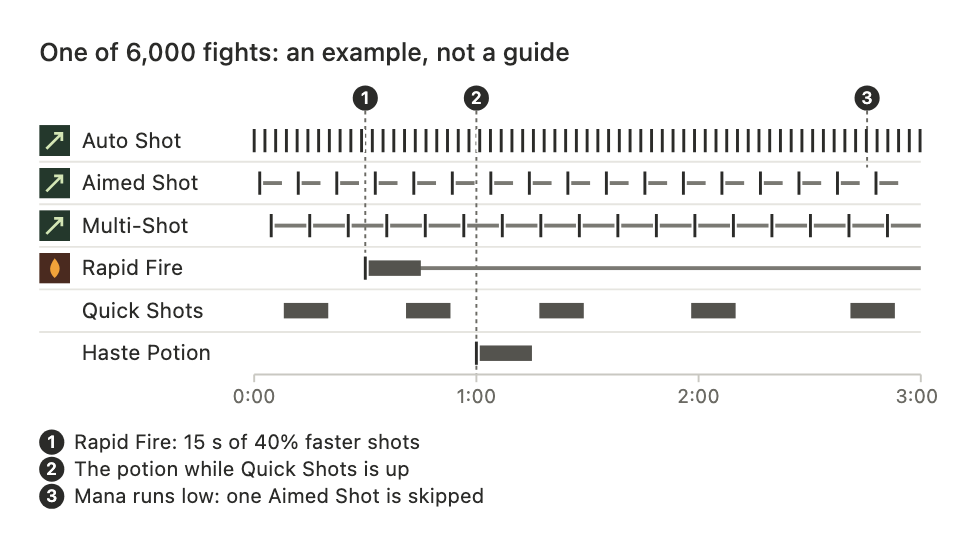 One of 6,000 fights: an example, not a guide
1 2 3
Auto Shot
Aimed Shot
Multi-Shot
Rapid Fire
Quick Shots
Haste Potion
0:00 1:00 2:00 3:00
1 Rapid Fire: 15 s of 40% faster shots
2 The potion while Quick Shots is up
3 Mana runs low: one Aimed Shot is skipped